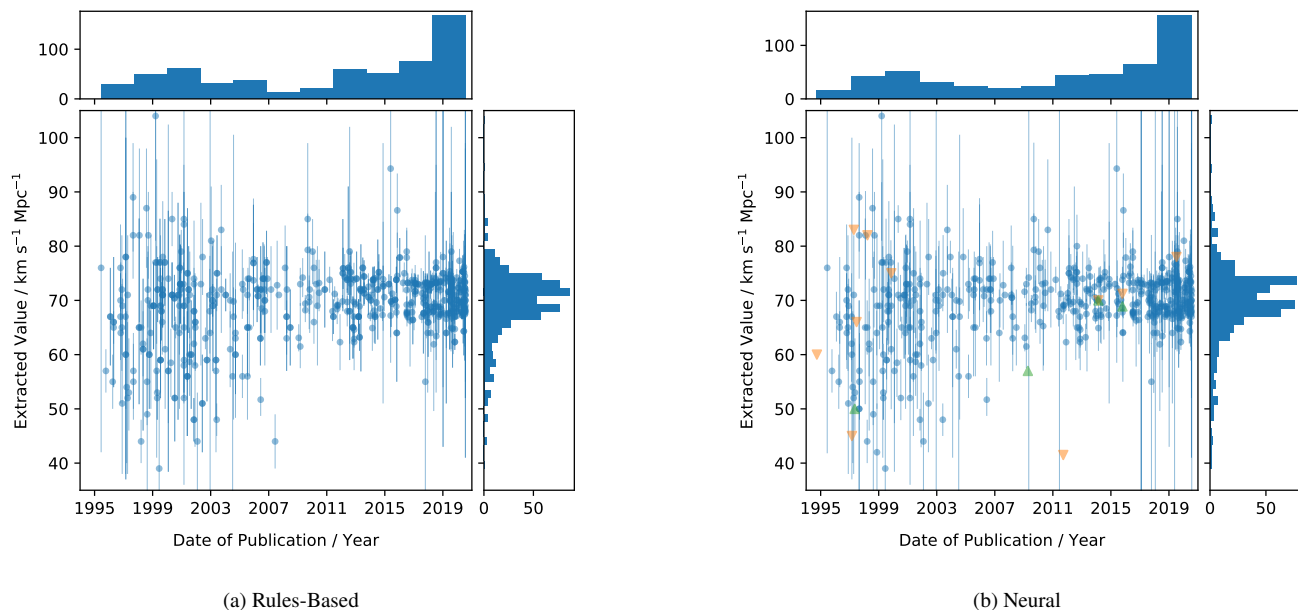 100
0
100
90
80
70
60
50
40
Extracted Value / km s⁻¹ Mpc⁻¹
1995 1999 2003 2007 2011 2015 2019
0 50
Date of Publication / Year
(a) Rules-Based
100
0
100
90
80
70
60
50
40
Extracted Value / km s⁻¹ Mpc⁻¹
1995 1999 2003 2007 2011 2015 2019
0 50
Date of Publication / Year
(b) Neural